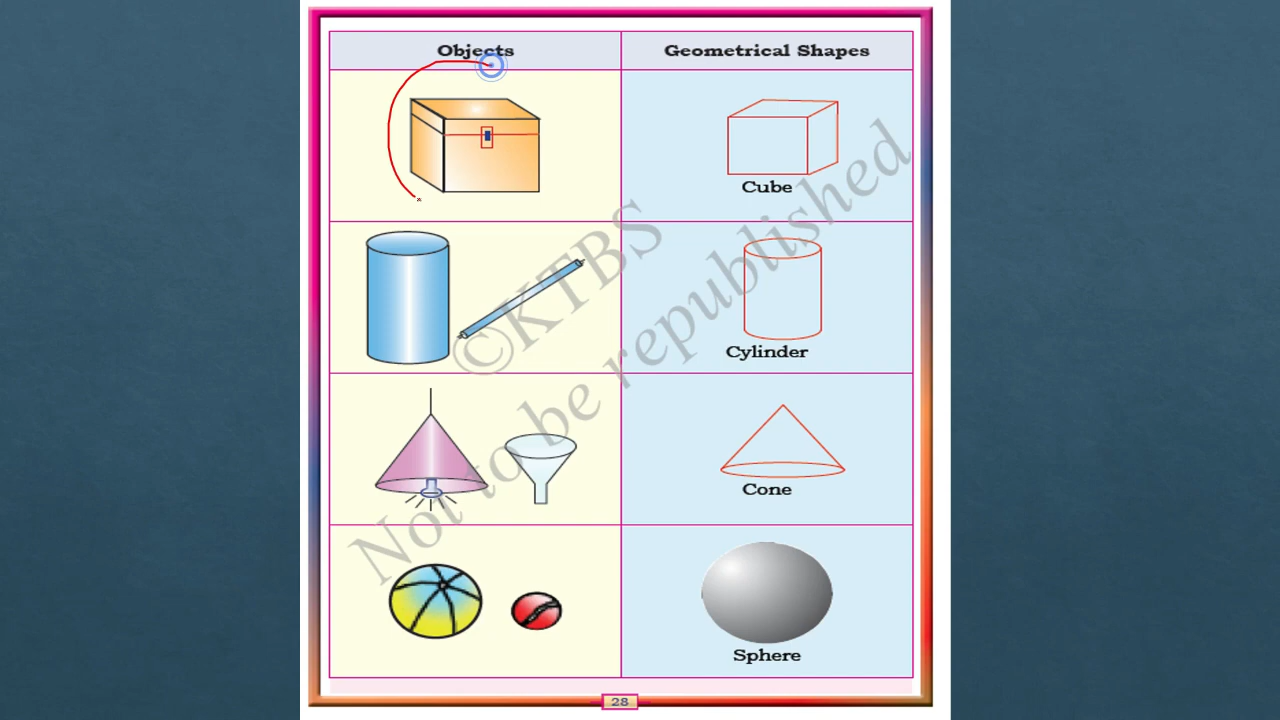 Objects
Geometrical Shapes
Cube
Cylinder
Cone
Sphere
©KTBS
Not to be republished
28